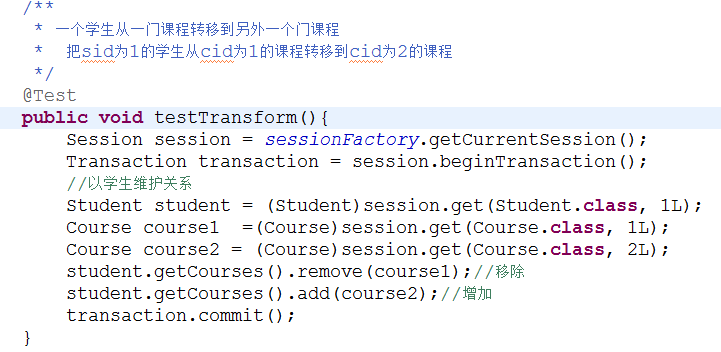 /**
 * 一个学生从一门课程转移到另外一个门课程
 *   把sid为1的学生从cid为1的课程转移到cid为2的课程
 */
@Test
public void testTransform(){
    Session session = sessionFactory.getCurrentSession();
    Transaction transaction = session.beginTransaction();
    //以学生维护关系
    Student student = (Student)session.get(Student.class, 1L);
    Course course1  =(Course)session.get(Course.class, 1L);
    Course course2 = (Course)session.get(Course.class, 2L);
    student.getCourses().remove(course1);//移除
    student.getCourses().add(course2);//增加
    transaction.commit();
}